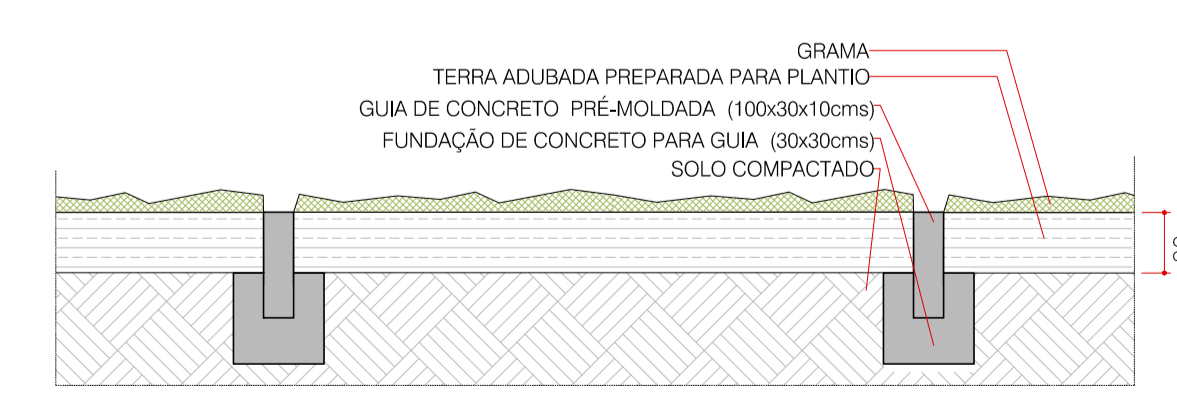 GRAMA
TERRA ADUBADA PREPARADA PARA PLANTIO
GUIA DE CONCRETO PRÉ-MOLDADA (100x30x10cms)
FUNDAÇÃO DE CONCRETO PARA GUIA (30x30cms)
SOLO COMPACTADO